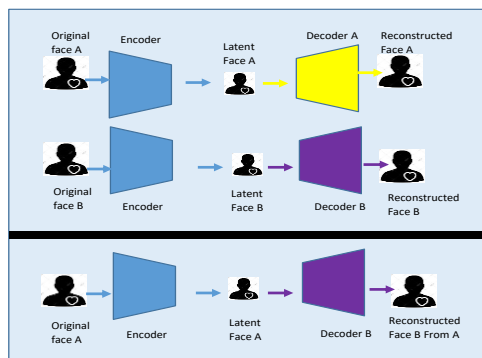 Original
face A
Encoder
Latent
Face A
Decoder A
Reconstructed
Face A
Original
face B
Encoder
Latent
Face B
Decoder B
Reconstructed
Face B
Original
face A
Encoder
Latent
Face A
Decoder B
Reconstructed
Face B From A